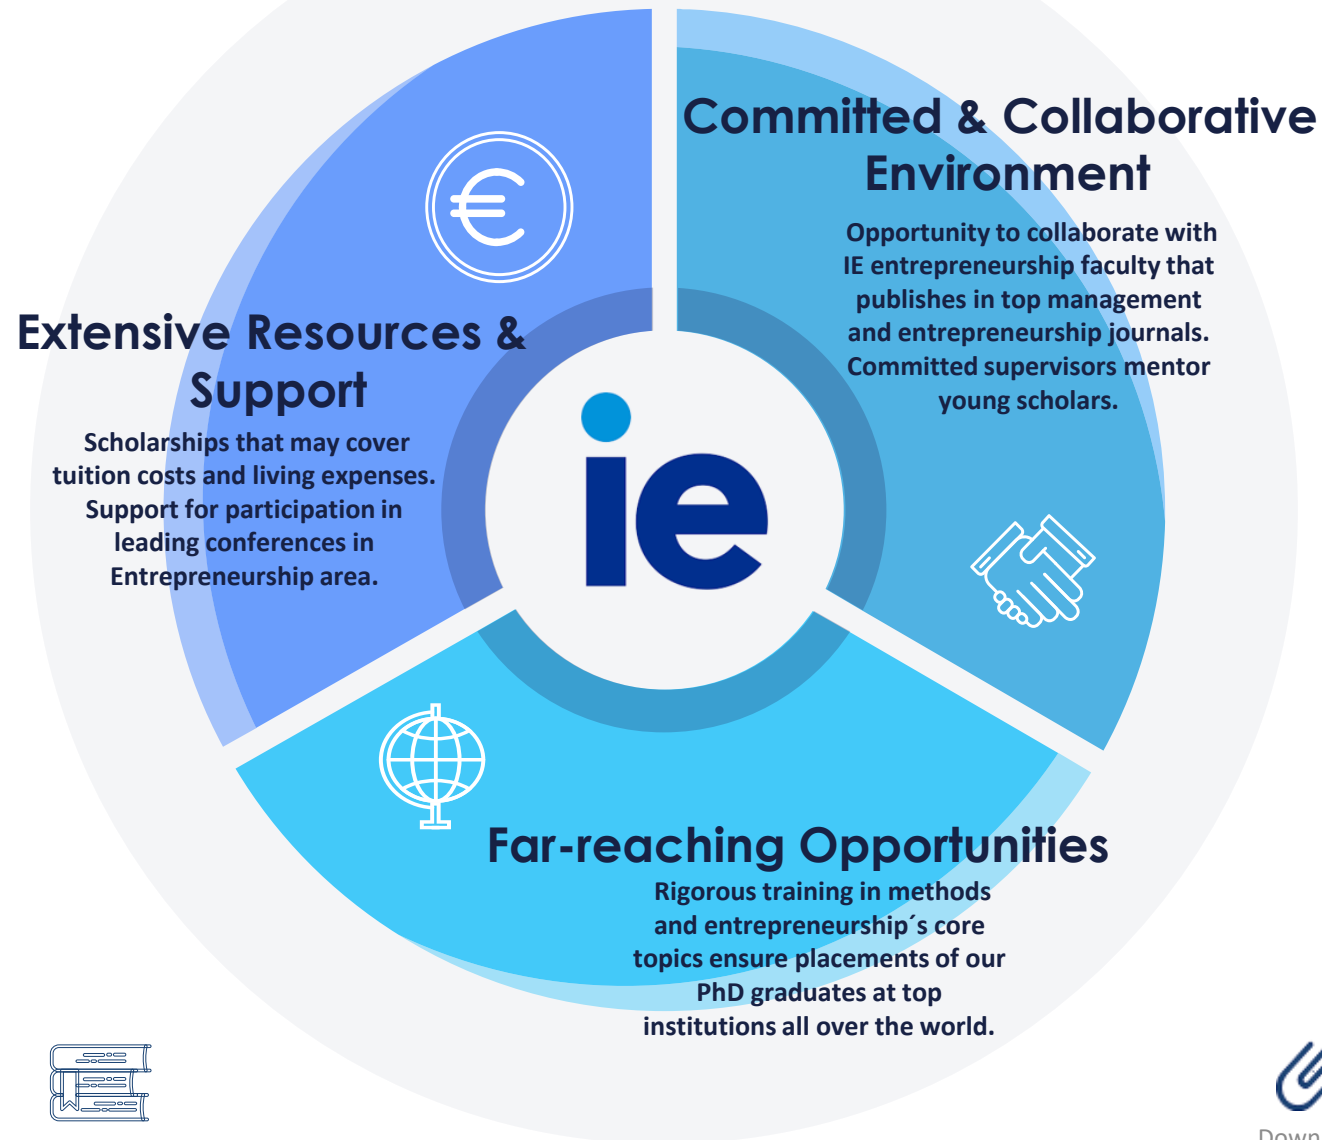 Committed & Collaborative
Environment
Opportunity to collaborate with
IE entrepreneurship faculty that
publishes in top management
and entrepreneurship journals.
Committed supervisors mentor
young scholars.
Extensive Resources &
Support
Scholarships that may cover
tuition costs and living expenses.
Support for participation in
leading conferences in
Entrepreneurship area.
ie
Far-reaching Opportunities
Rigorous training in methods
and entrepreneurship´s core
topics ensure placements of our
PhD graduates at top
institutions all over the world.